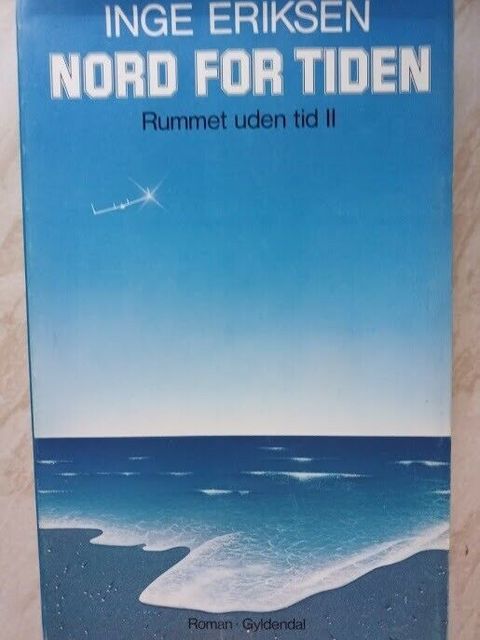 INGE ERIKSEN
NORD FOR TIDEN
Rummet uden tid II
Roman · Gyldendal